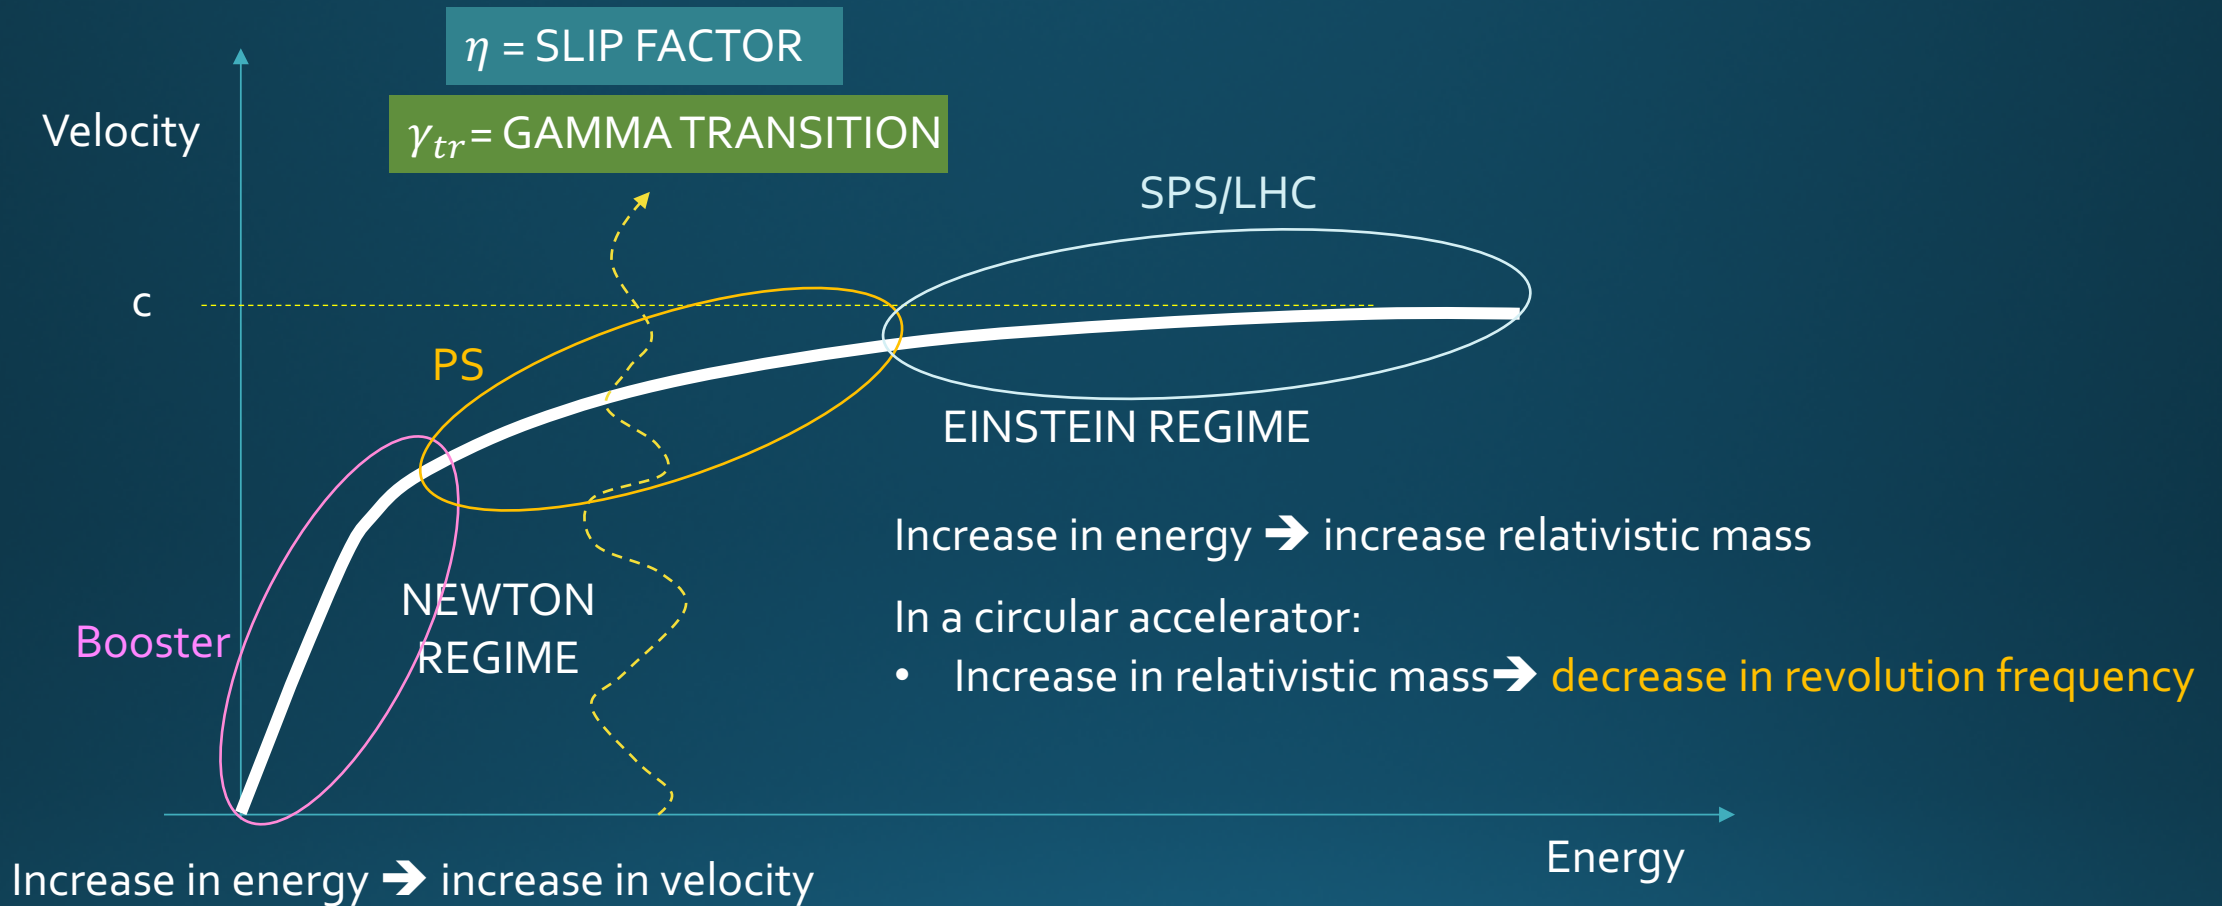 η = SLIP FACTOR
γtr= GAMMA TRANSITION
Velocity
SPS/LHC
c
PS
EINSTEIN REGIME
Increase in energy 🡺 increase relativistic mass
NEWTON
REGIME
In a circular accelerator:
Booster
• Increase in relativistic mass🡺 decrease in revolution frequency
Energy
Increase in energy 🡺 increase in velocity